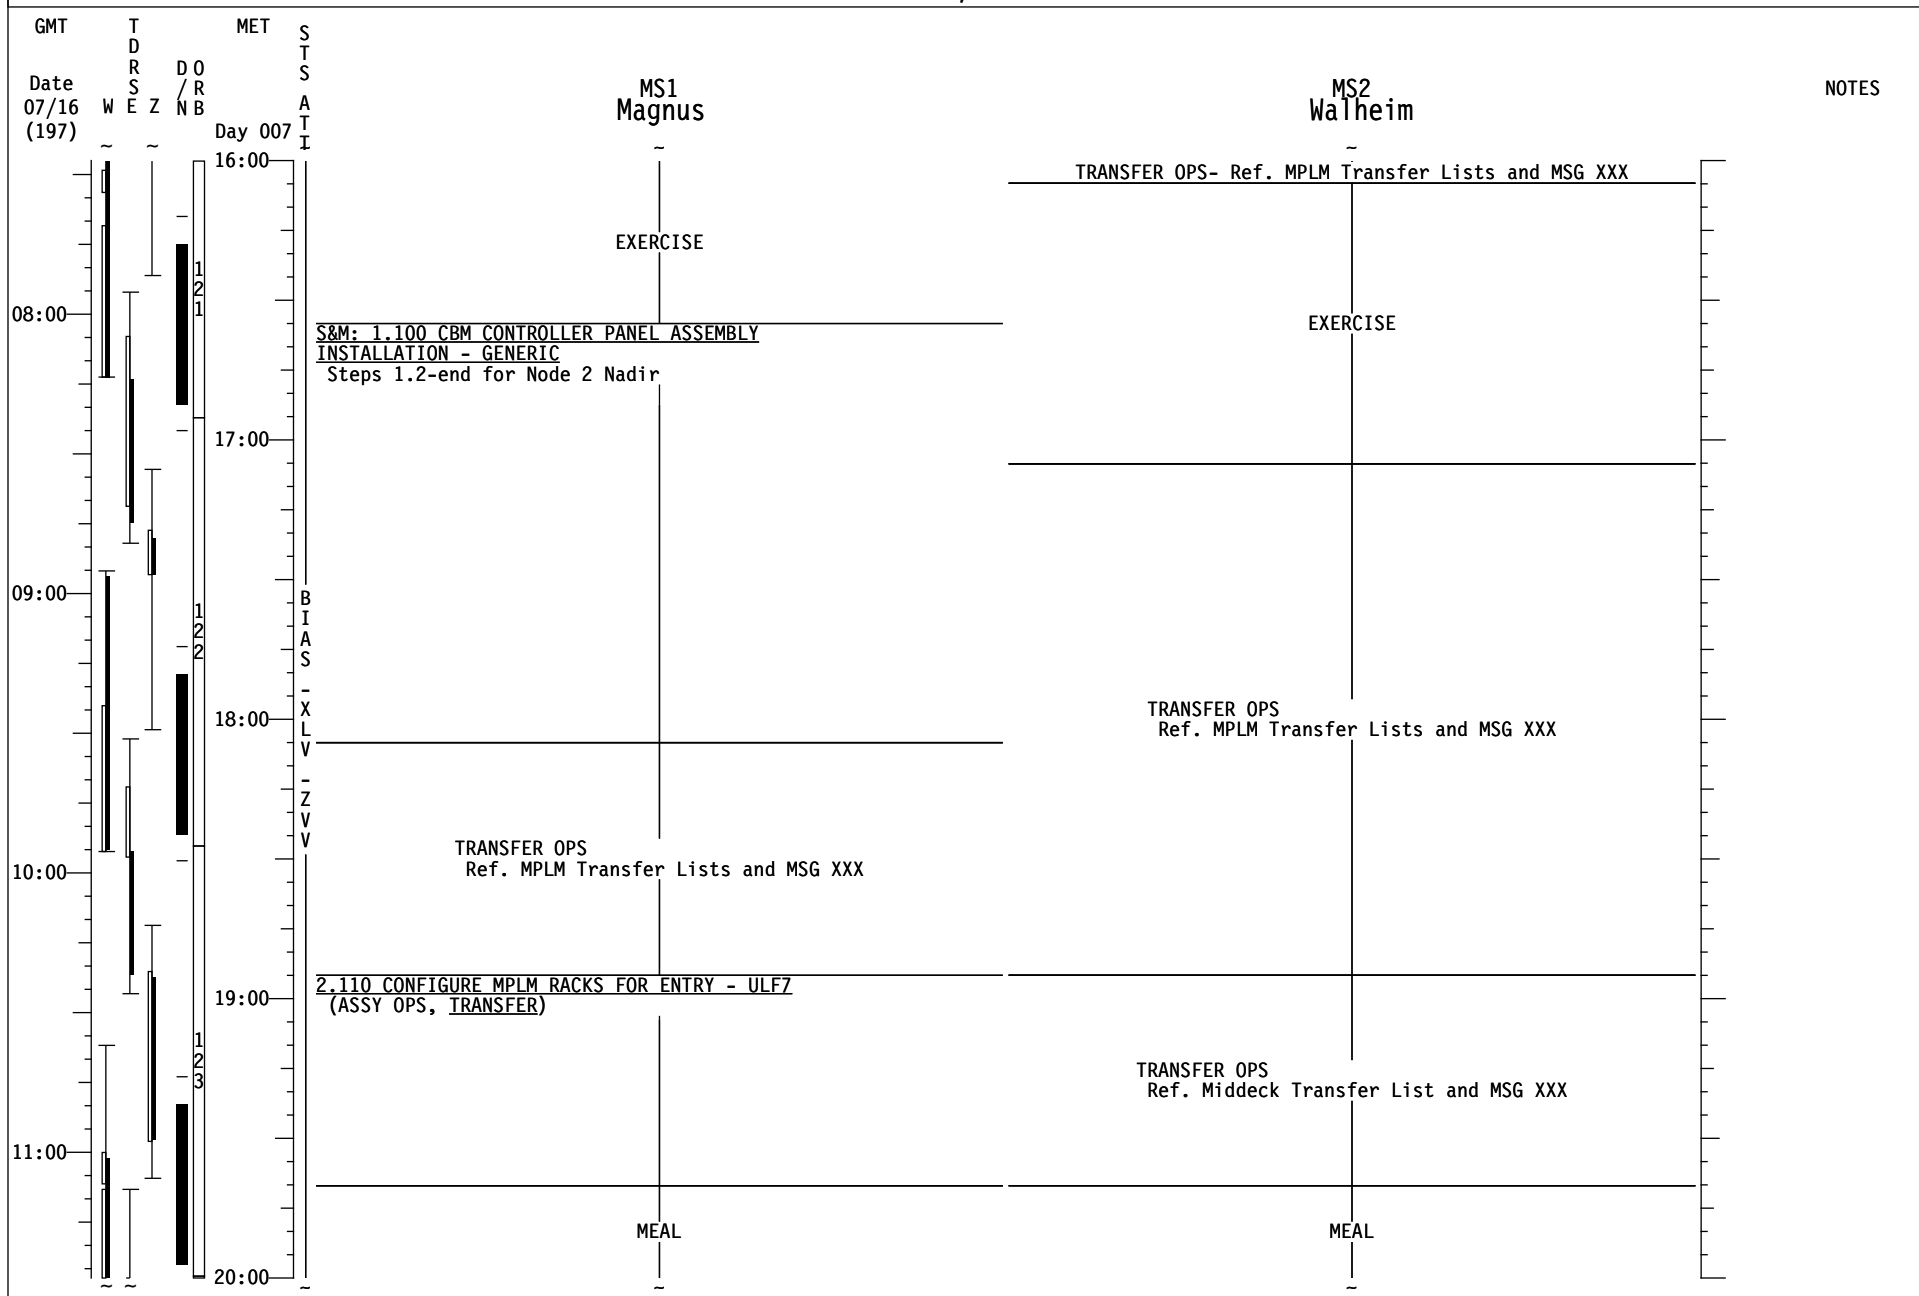 GMT
TDRS
MET
STS ATT
Date
07/16
(197)
W E Z
D/N
ORB
Day 007
MS1
Magnus
MS2
Walheim
NOTES
~ ~ ~ ~ ~
16:00
TRANSFER OPS- Ref. MPLM Transfer Lists and MSG XXX
EXERCISE
121
08:00
EXERCISE
S&M: 1.100 CBM CONTROLLER PANEL ASSEMBLY
INSTALLATION - GENERIC
Steps 1.2-end for Node 2 Nadir
17:00
09:00
122
BIAS -XLV -ZVV
18:00
TRANSFER OPS
Ref. MPLM Transfer Lists and MSG XXX
TRANSFER OPS
Ref. MPLM Transfer Lists and MSG XXX
10:00
2.110 CONFIGURE MPLM RACKS FOR ENTRY - ULF7
(ASSY OPS, TRANSFER)
19:00
123
TRANSFER OPS
Ref. Middeck Transfer List and MSG XXX
11:00
MEAL
MEAL
20:00
~ ~ ~ ~ ~